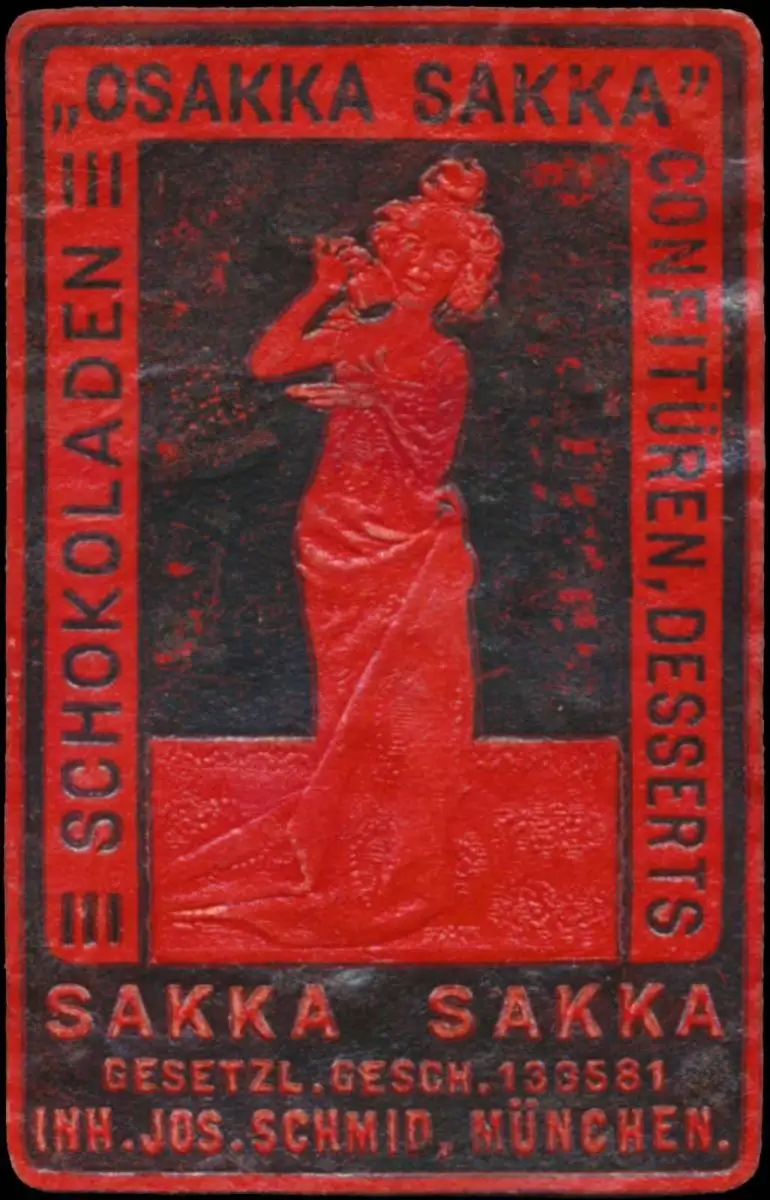 „OSAKKA SAKKA”
SCHOKOLADEN
CONFITÜREN, DESSERTS
SAKKA SAKKA
GESETZL. GESCH. 133581
INH. JOS. SCHMID, MÜNCHEN.